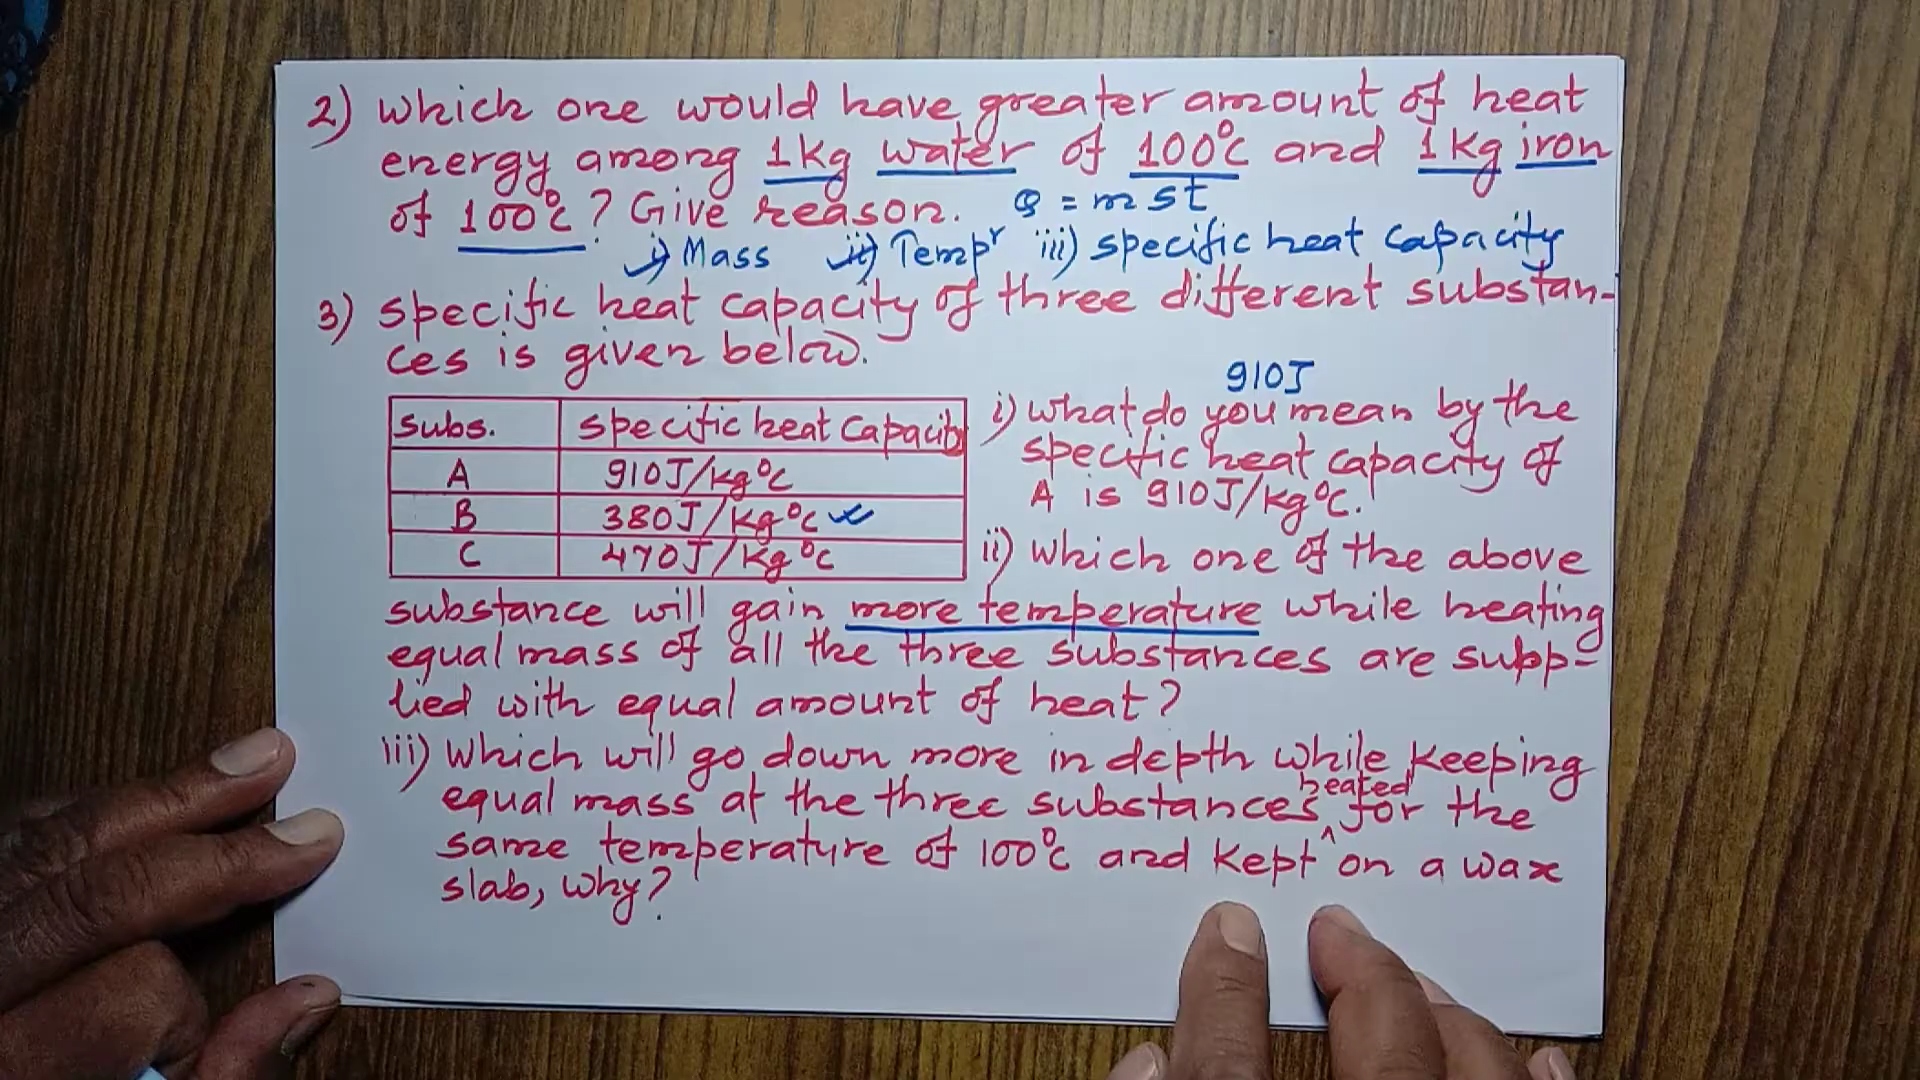 2) which one would have greater amount of heat
energy among 1kg water of 100°c and 1kg iron
of 100°c? Give reason. Q = mst
i) Mass ii) Tempr iii) specific heat capacity
3) specific heat capacity of three different substan-
ces is given below.
910J
Subs. specific heat capacity
A 910J/kg°c
B 380J/kg°c
C 470J/kg°c
i) what do you mean by the
specific heat capacity of
A is 910J/kg°c.
ii) which one of the above
substance will gain more temperature while heating
equal mass of all the three substances are supp-
lied with equal amount of heat?
iii) which will go down more in depth while keeping
equal mass at the three substances heated for the
same temperature of 100°c and kept on a wax
slab, why?